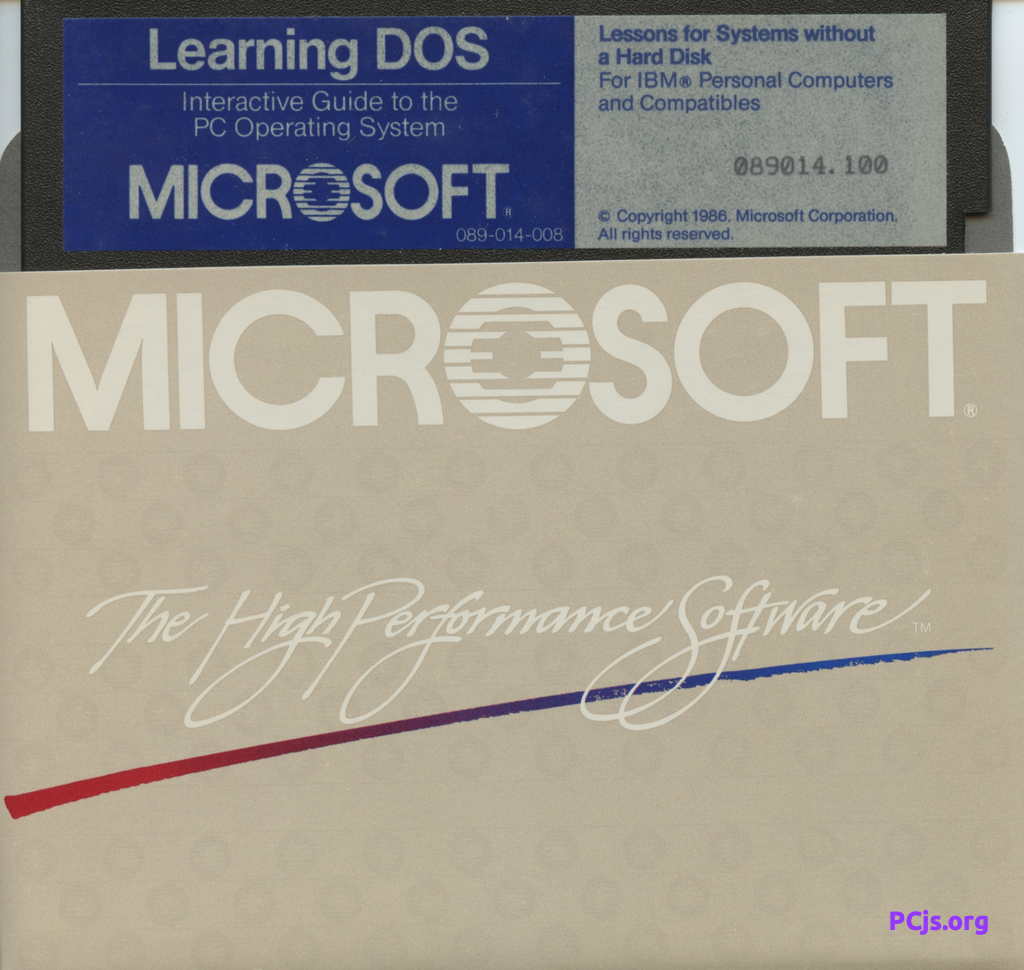 Learning DOS
Interactive Guide to the
PC Operating System
MICROSOFT®
089-014-008
Lessons for Systems without
a Hard Disk
For IBM® Personal Computers
and Compatibles
089014.100
© Copyright 1986. Microsoft Corporation.
All rights reserved.
MICROSOFT®
The High Performance Software™
PCjs.org